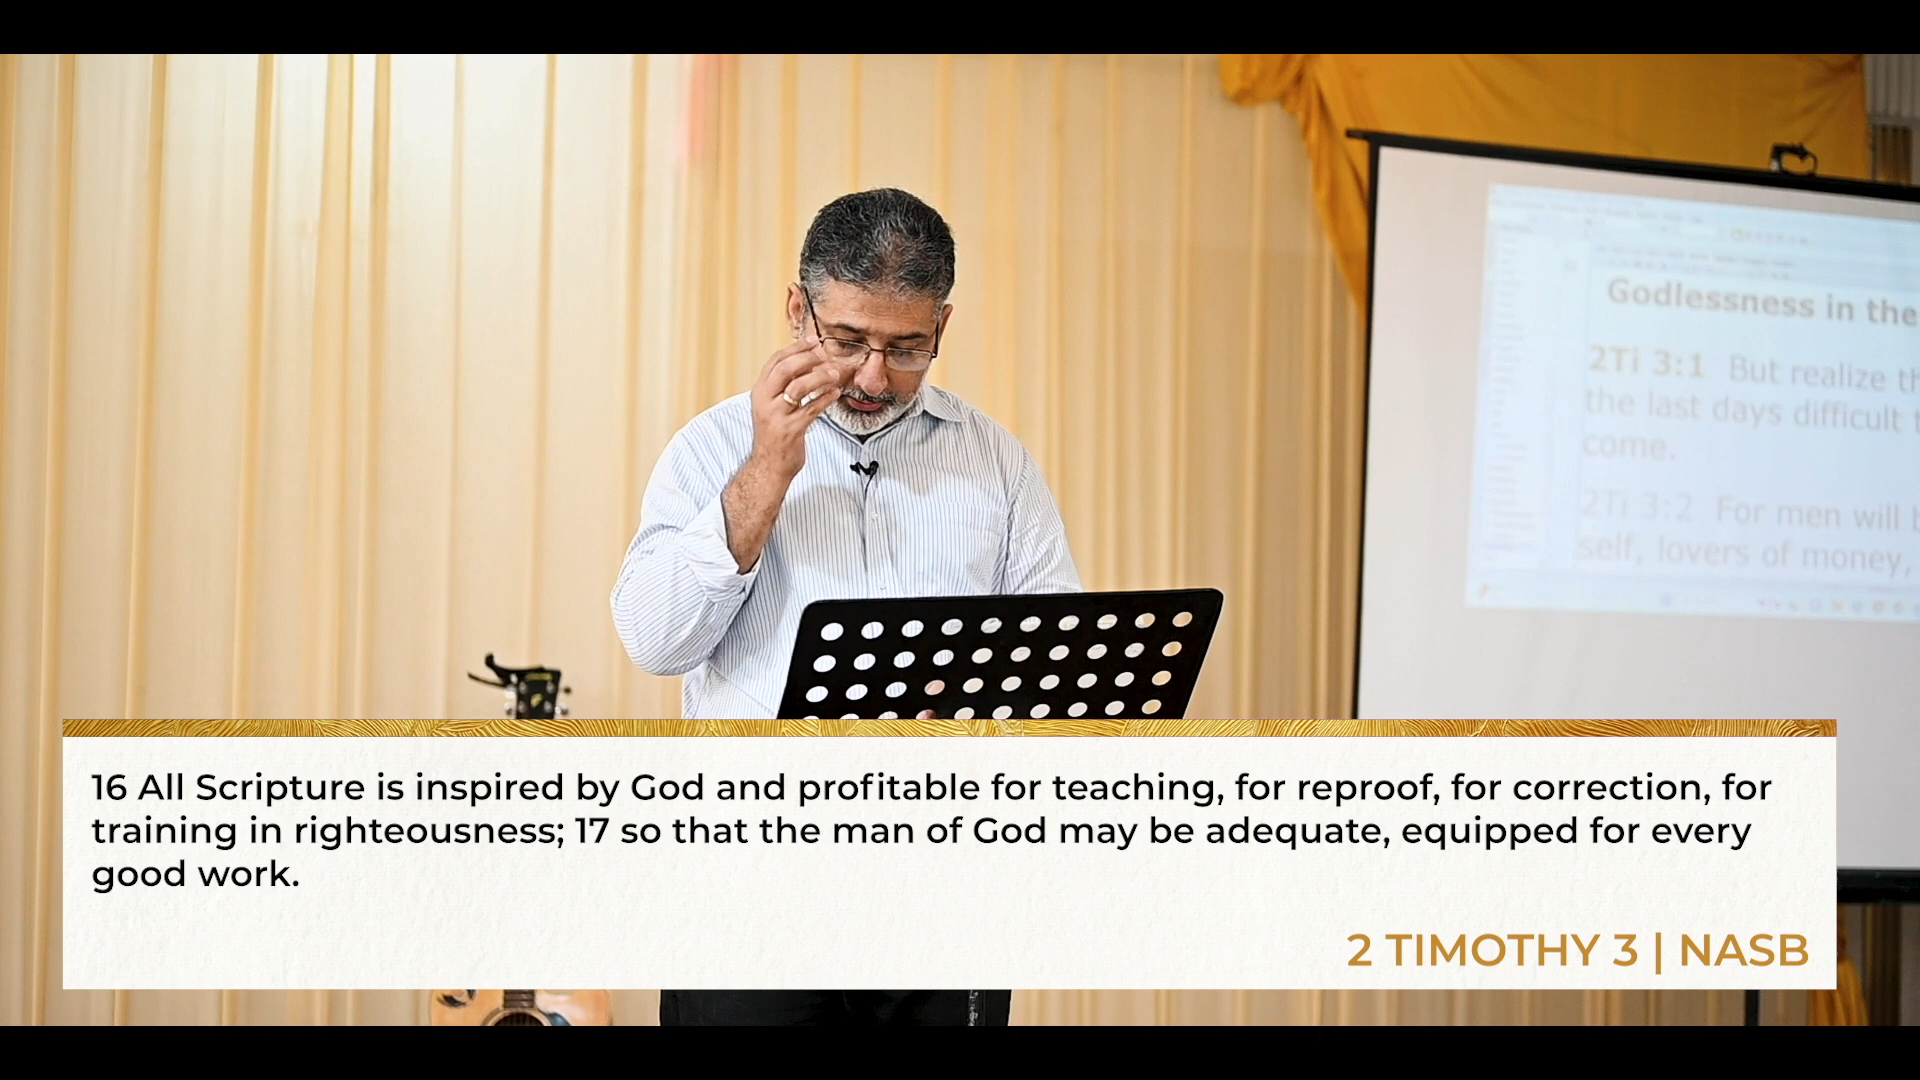 Godlessness in the
2Ti 3:1 But realize
the last days difficult
come.
2Ti 3:2 For men will
self, lovers of money,
16 All Scripture is inspired by God and profitable for teaching, for reproof, for correction, for
training in righteousness; 17 so that the man of God may be adequate, equipped for every
good work.
2 TIMOTHY 3 | NASB